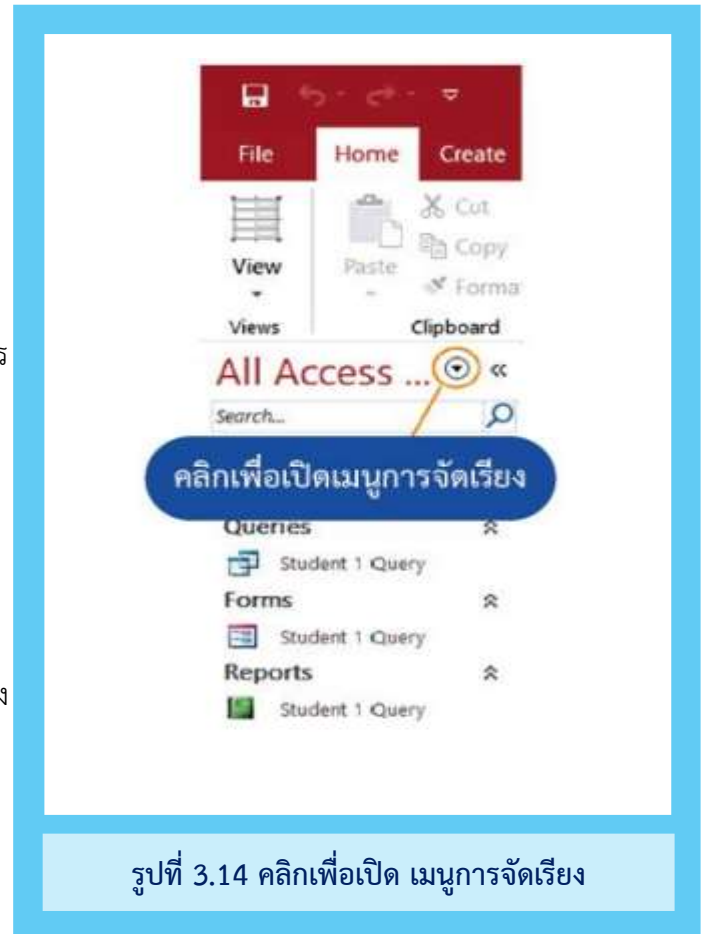 File Home Create
Cut
Copy
View Paste
Forma
Views Clipboard
ร
All Access ...
Search...
คลิกเพื่อเปิดเมนูการจัดเรียง
Queries
Student 1 Query
Forms
Student 1 Query
Reports
ง
Student 1 Query
รูปที่ 3.14 คลิกเพื่อเปิด เมนูการจัดเรียง